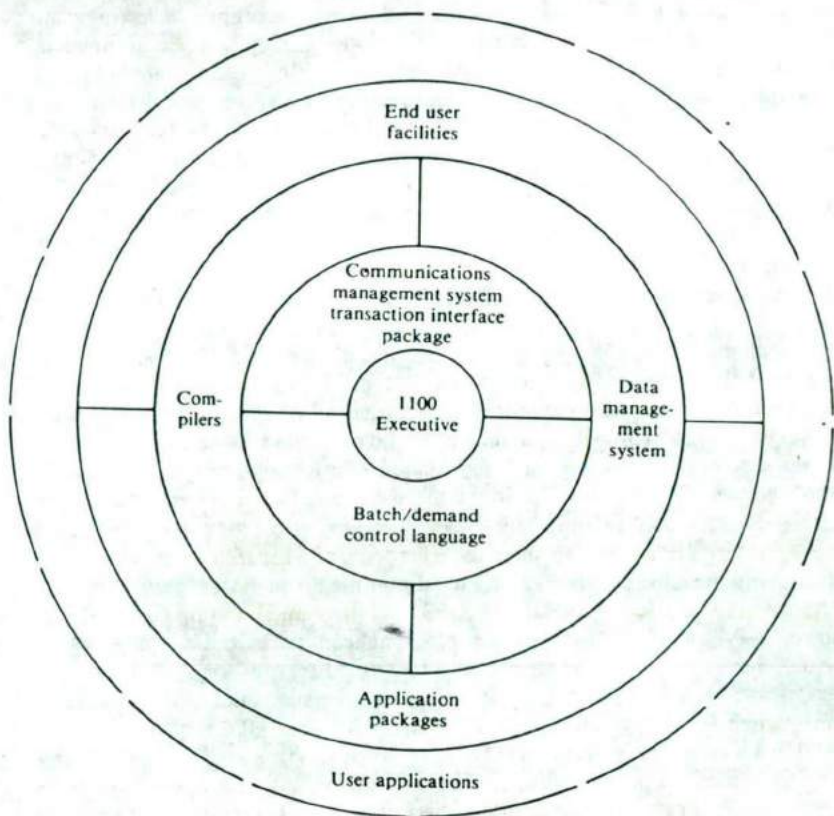 End user
facilities
Communications
management system
transaction interface
package
Com-
pilers
1100
Executive
Data
manage-
ment
system
Batch/demand
control language
Application
packages
User applications